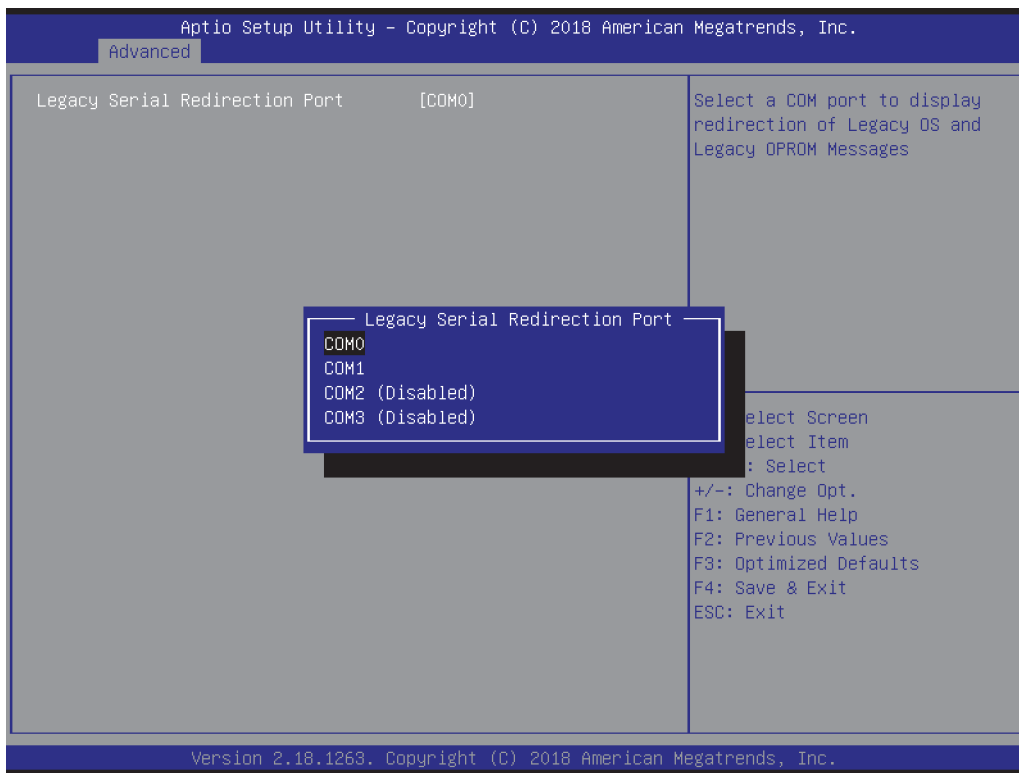 Aptio Setup Utility – Copyright (C) 2018 American Megatrends, Inc.
Advanced
Legacy Serial Redirection Port [COM0]
Select a COM port to display
redirection of Legacy OS and
Legacy OPROM Messages
Legacy Serial Redirection Port
COM0
COM1
COM2 (Disabled)
COM3 (Disabled)
elect Screen
elect Item
: Select
+/-: Change Opt.
F1: General Help
F2: Previous Values
F3: Optimized Defaults
F4: Save & Exit
ESC: Exit
Version 2.18.1263. Copyright (C) 2018 American Megatrends, Inc.